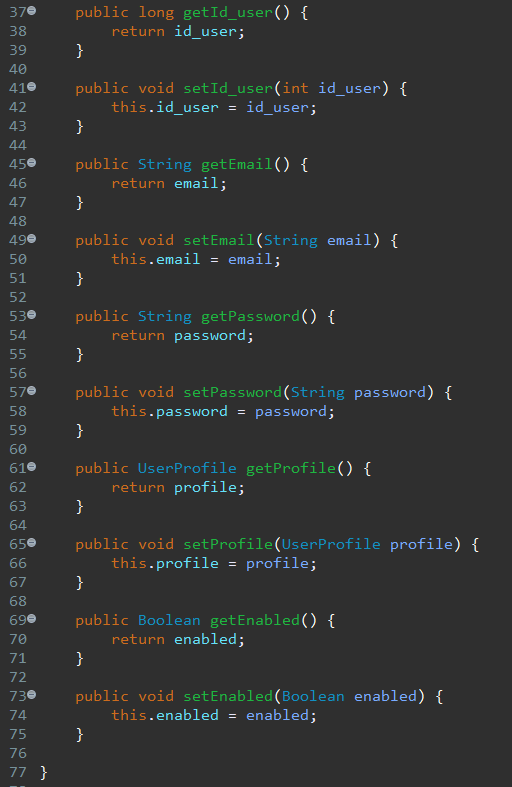 37 public long getId_user() {
38 return id_user;
39 }
40
41 public void setId_user(int id_user) {
42 this.id_user = id_user;
43 }
44
45 public String getEmail() {
46 return email;
47 }
48
49 public void setEmail(String email) {
50 this.email = email;
51 }
52
53 public String getPassword() {
54 return password;
55 }
56
57 public void setPassword(String password) {
58 this.password = password;
59 }
60
61 public UserProfile getProfile() {
62 return profile;
63 }
64
65 public void setProfile(UserProfile profile) {
66 this.profile = profile;
67 }
68
69 public Boolean getEnabled() {
70 return enabled;
71 }
72
73 public void setEnabled(Boolean enabled) {
74 this.enabled = enabled;
75 }
76
77 }